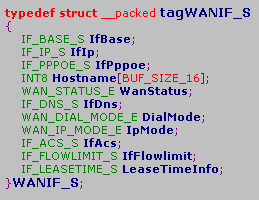 typedef struct __packed tagWANIF_S
{
IF_BASE_S IfBase;
IF_IP_S IfIp;
IF_PPPOE_S IfPppoe;
INT8 Hostname[BUF_SIZE_16];
WAN_STATUS_E WanStatus;
IF_DNS_S IfDns;
WAN_DIAL_MODE_E DialMode;
WAN_IP_MODE_E IpMode;
IF_ACS_S IfAcs;
IF_FLOWLIMIT_S IfFlowlimit;
IF_LEASETIME_S LeaseTimeInfo;
}WANIF_S;